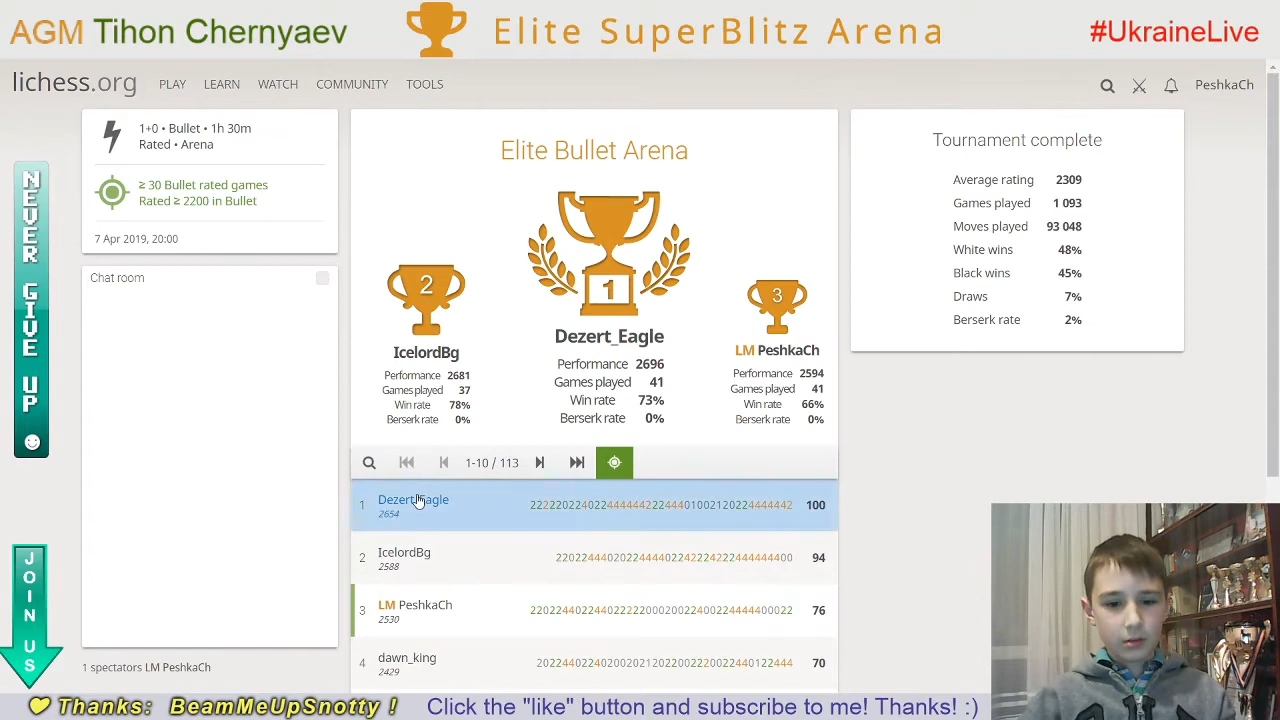 AGM Tihon Chernyaev
Elite SuperBlitz Arena
#UkraineLive
lichess.org
PLAY LEARN WATCH COMMUNITY TOOLS
PeshkaCh
NEVER GIVE UP
JOIN US
1+0 • Bullet • 1h 30m
Rated • Arena
≥ 30 Bullet rated games
Rated ≥ 2200 in Bullet
7 Apr 2019, 20:00
Chat room
1 spectators LM PeshkaCh
Elite Bullet Arena
2
IcelordBg
Performance 2681
Games played 37
Win rate 78%
Berserk rate 0%
1
Dezert_Eagle
Performance 2696
Games played 41
Win rate 73%
Berserk rate 0%
3
LM PeshkaCh
Performance 2594
Games played 41
Win rate 66%
Berserk rate 0%
1-10 / 113
1 Dezert_Eagle 22222022402244444422444010021202244444442 100
2654
2 IcelordBg 2202244402022444402242242224444444400 94
2588
3 LM PeshkaCh 22022440224402222200020022400224444400022 76
2530
4 dawn_king 2022440224020020212022002220022440122444 70
2429
Tournament complete
Average rating 2309
Games played 1 093
Moves played 93 048
White wins 48%
Black wins 45%
Draws 7%
Berserk rate 2%
Thanks: BeamMeUpSnotty !
Click the "like" button and subscribe to me! Thanks! :)